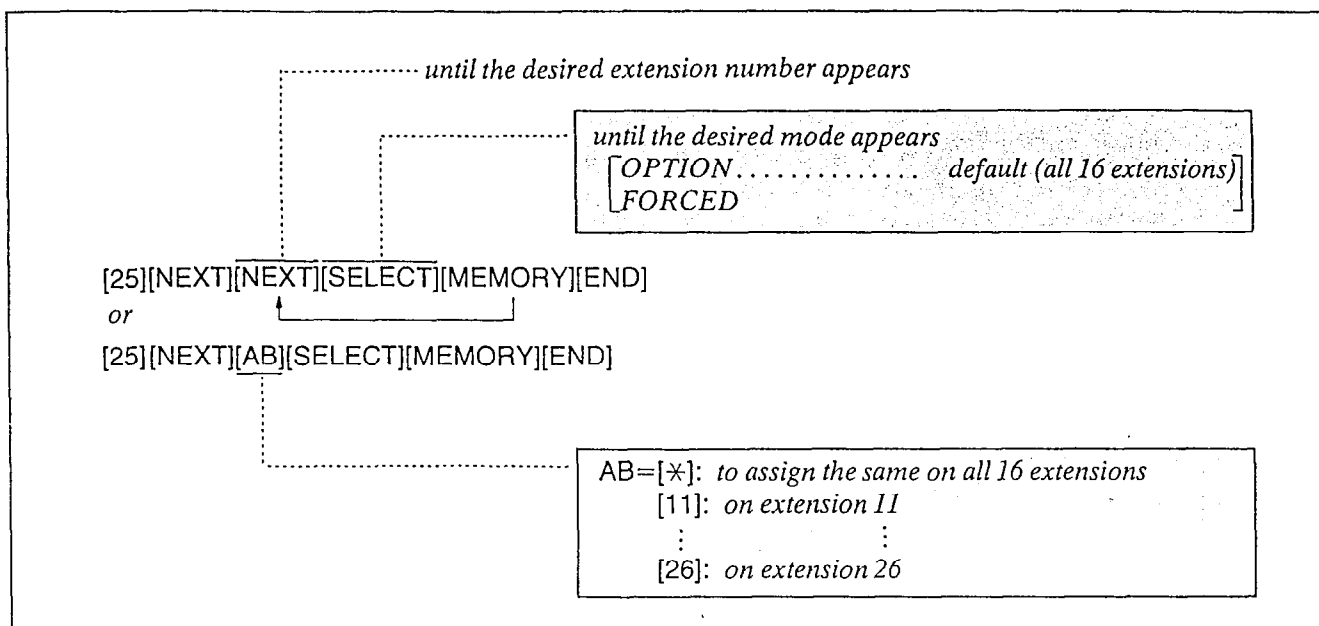 until the desired extension number appears
until the desired mode appears
[OPTION.............. default (all 16 extensions)]
[FORCED
[25][NEXT][NEXT][SELECT][MEMORY][END]
or
[25][NEXT][AB][SELECT][MEMORY][END]
AB=[✳]: to assign the same on all 16 extensions
[11]: on extension 11
: :
[26]: on extension 26